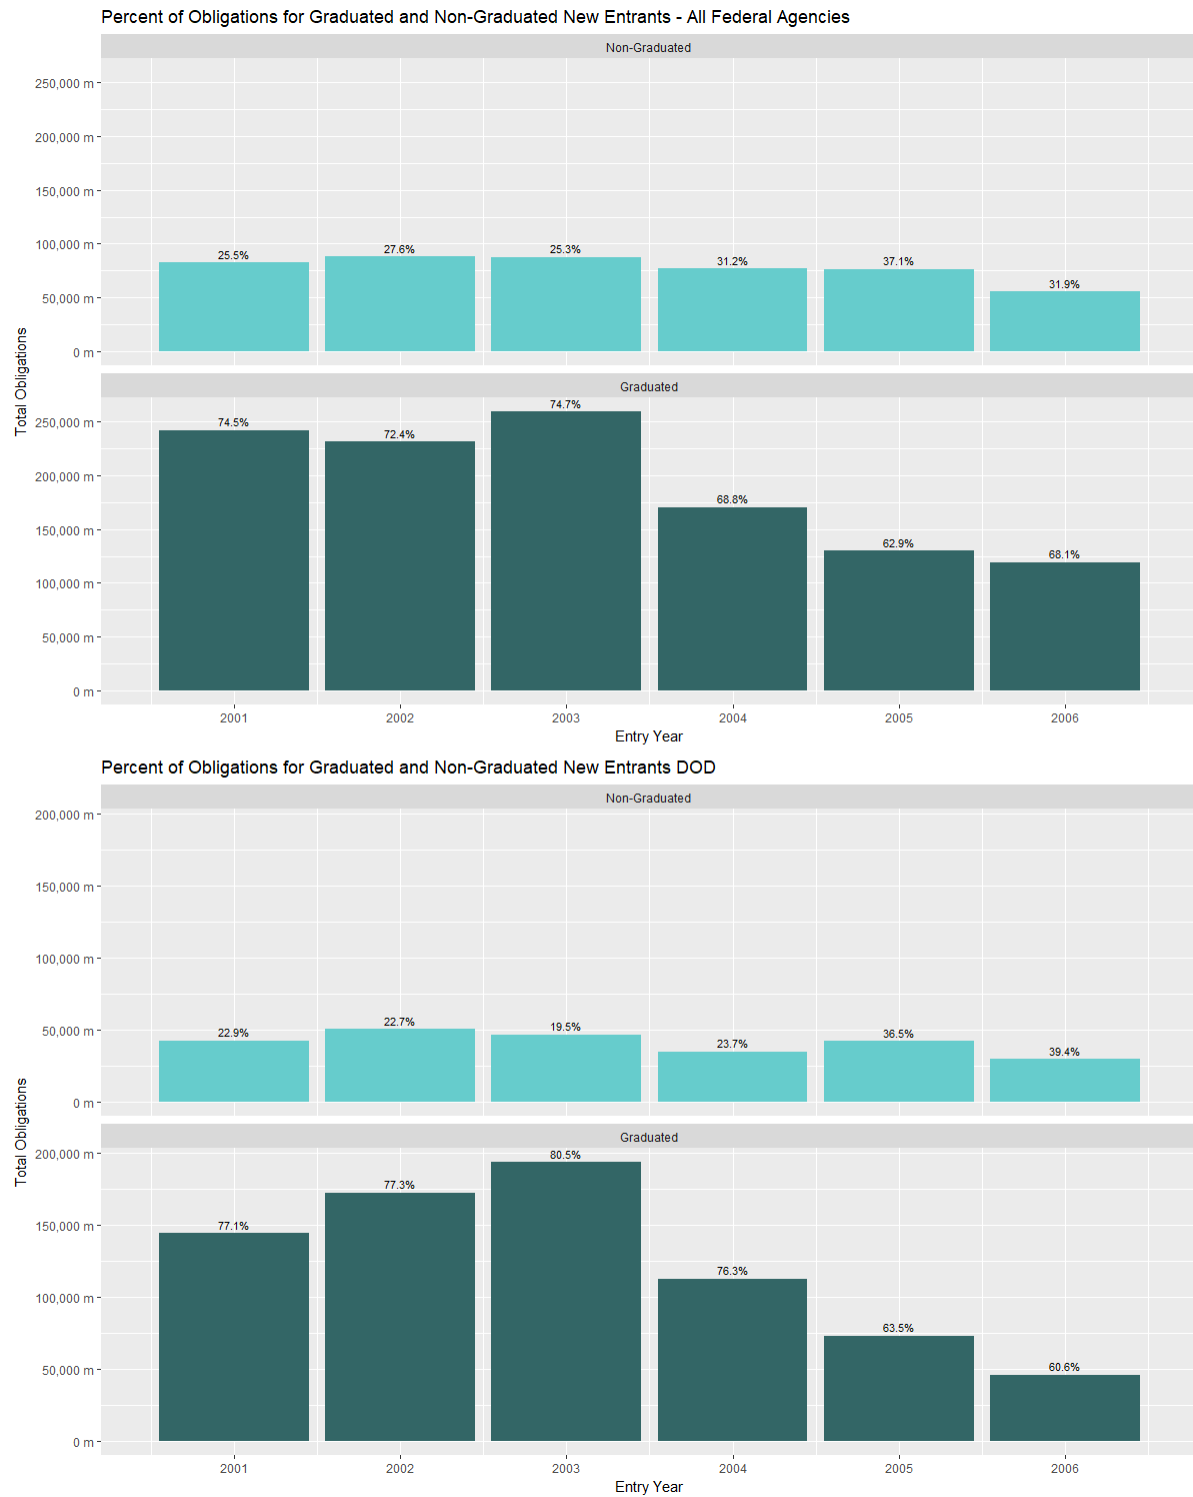 Percent of Obligations for Graduated and Non-Graduated New Entrants - All Federal Agencies
Non-Graduated
250,000 m
200,000 m
150,000 m
100,000 m
50,000 m
0 m
25.5%
27.6%
25.3%
31.2%
37.1%
31.9%
Total Obligations
Graduated
250,000 m
200,000 m
150,000 m
100,000 m
50,000 m
0 m
74.5%
72.4%
74.7%
68.8%
62.9%
68.1%
2001 2002 2003 2004 2005 2006
Entry Year
Percent of Obligations for Graduated and Non-Graduated New Entrants DOD
Non-Graduated
200,000 m
150,000 m
100,000 m
50,000 m
0 m
22.9%
22.7%
19.5%
23.7%
36.5%
39.4%
Total Obligations
Graduated
200,000 m
150,000 m
100,000 m
50,000 m
0 m
77.1%
77.3%
80.5%
76.3%
63.5%
60.6%
2001 2002 2003 2004 2005 2006
Entry Year